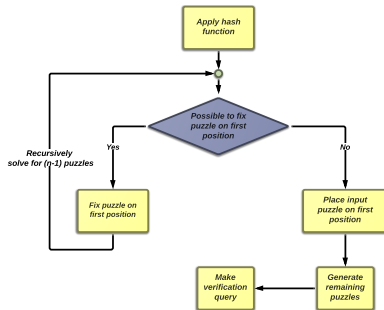 Apply hash
function
Possible to fix
puzzle on first
position
Yes
No
Recursively
solve for (n-1) puzzles
Fix puzzle on
first position
Place input
puzzle on first
position
Make
verification
query
Generate
remaining
puzzles